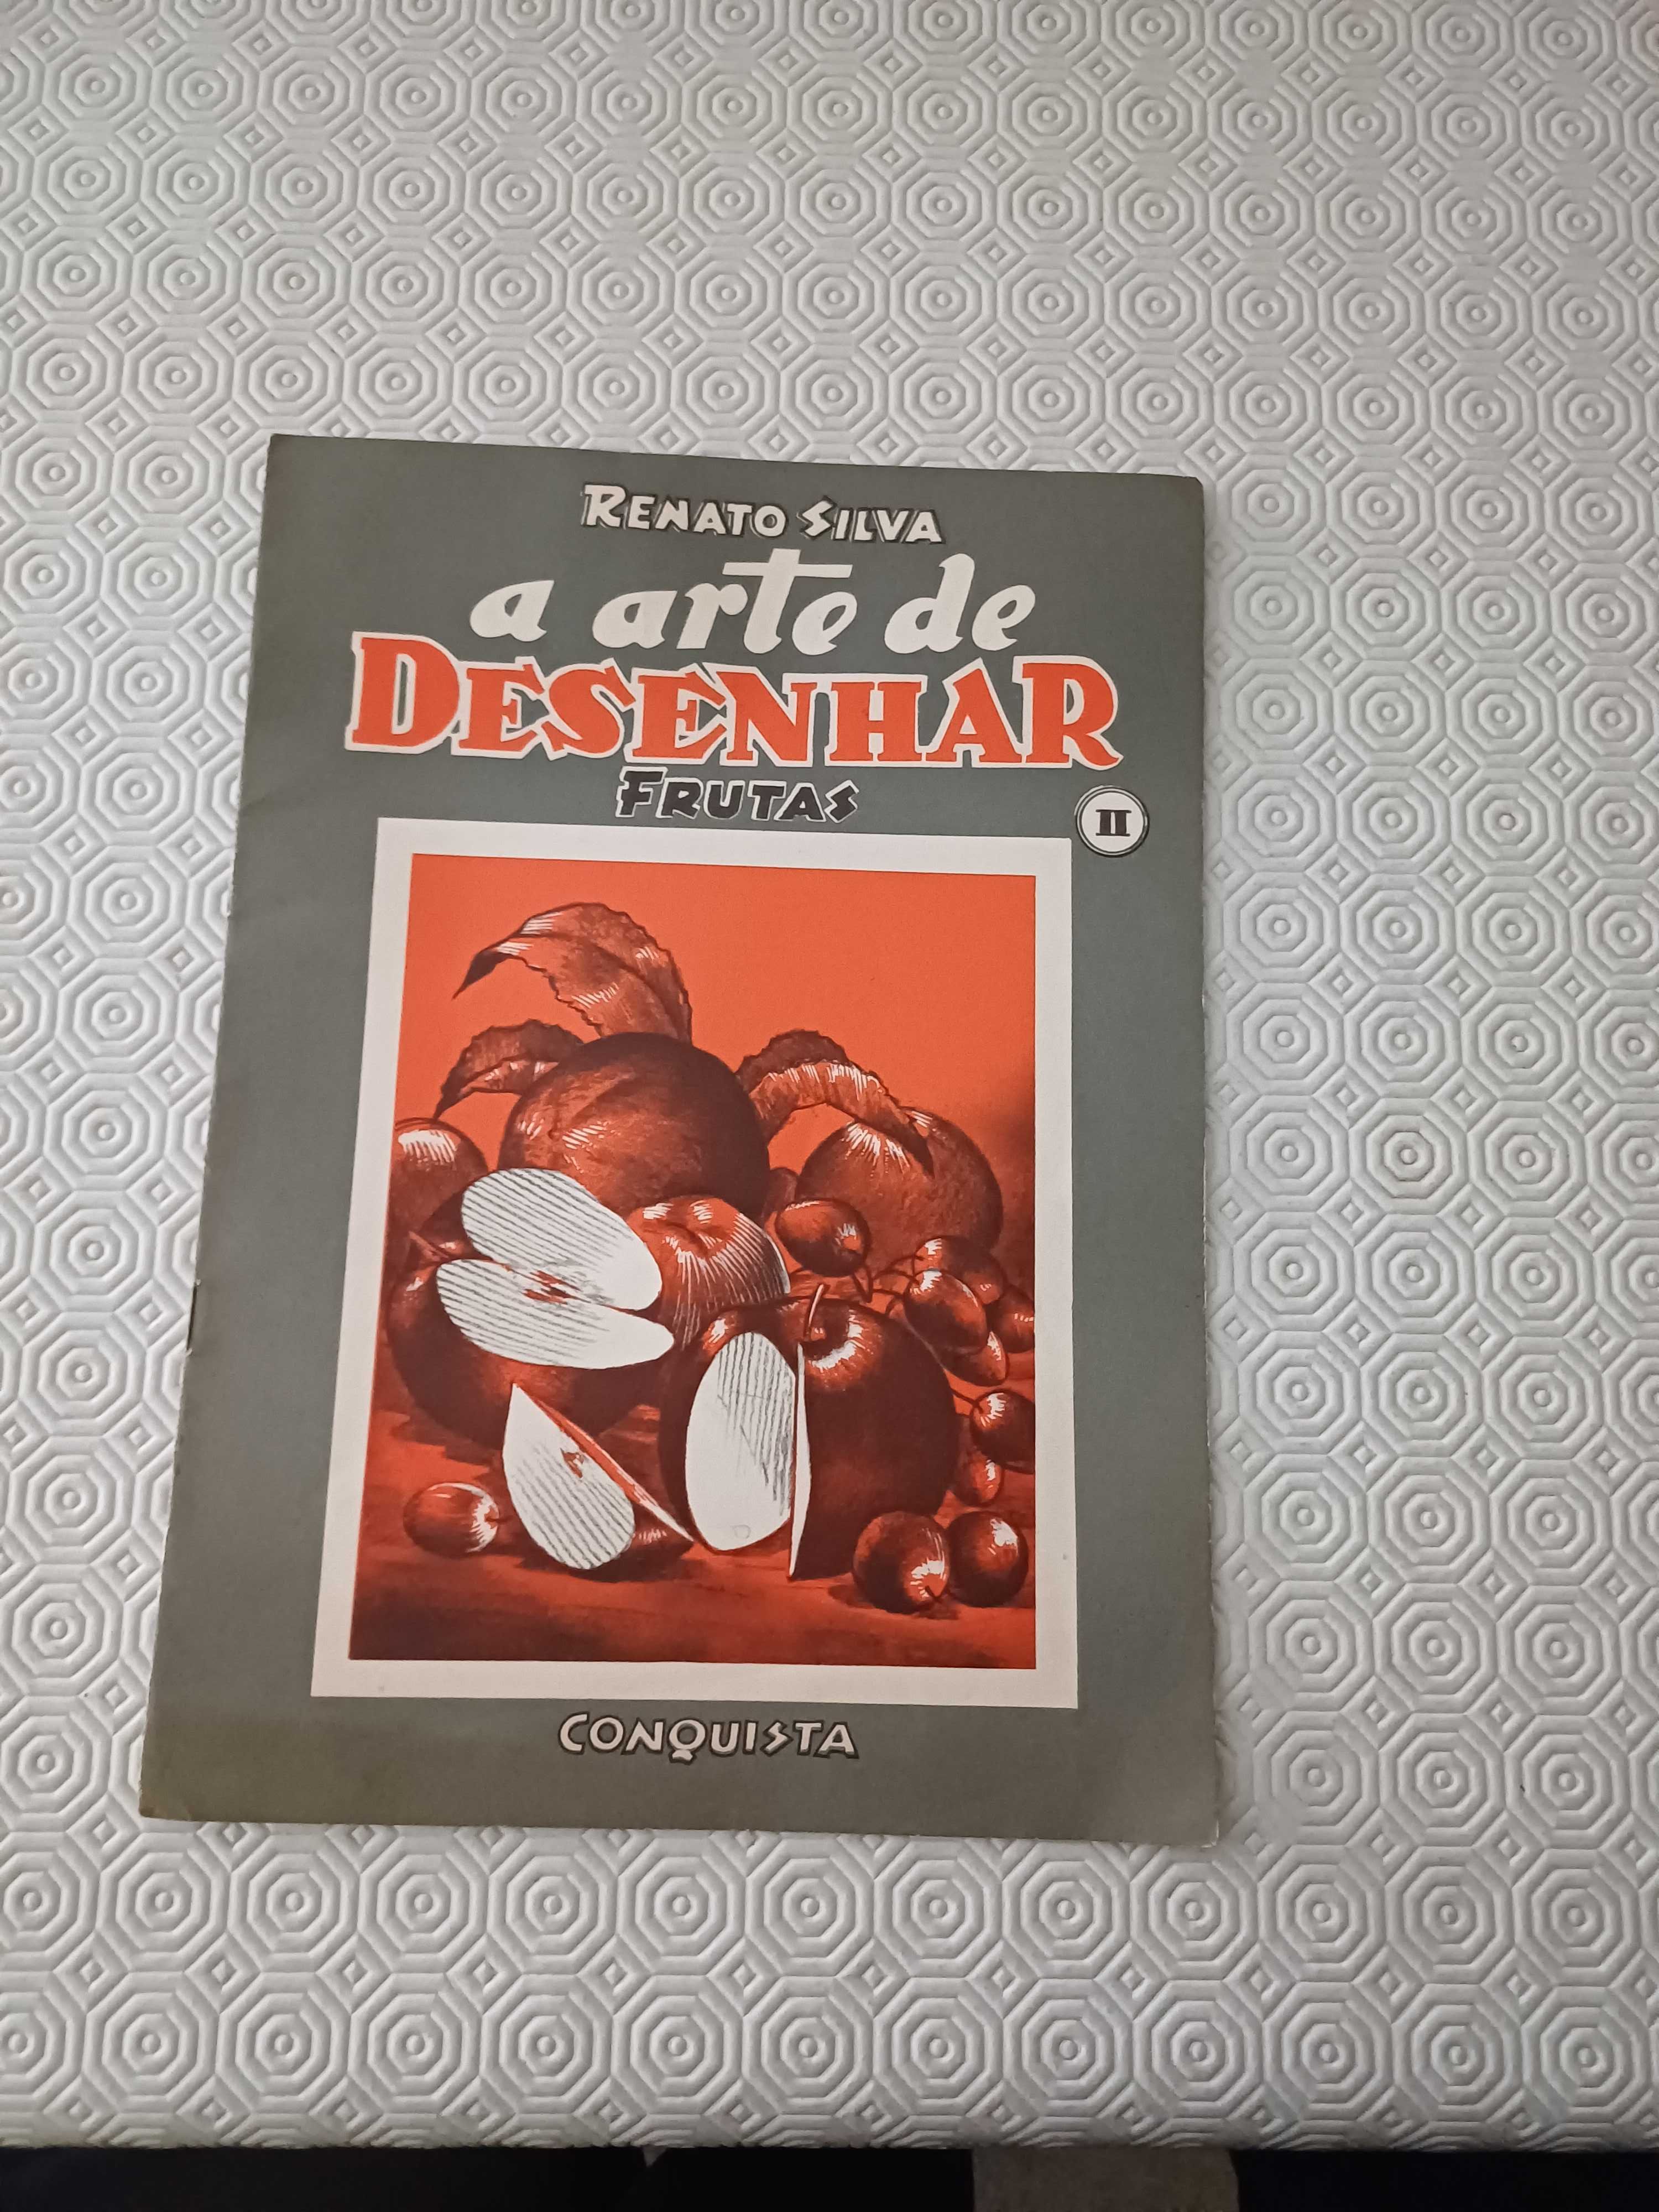 RENATO SILVA
a arte de
DESENHAR
FRUTAS
II
CONQUISTA